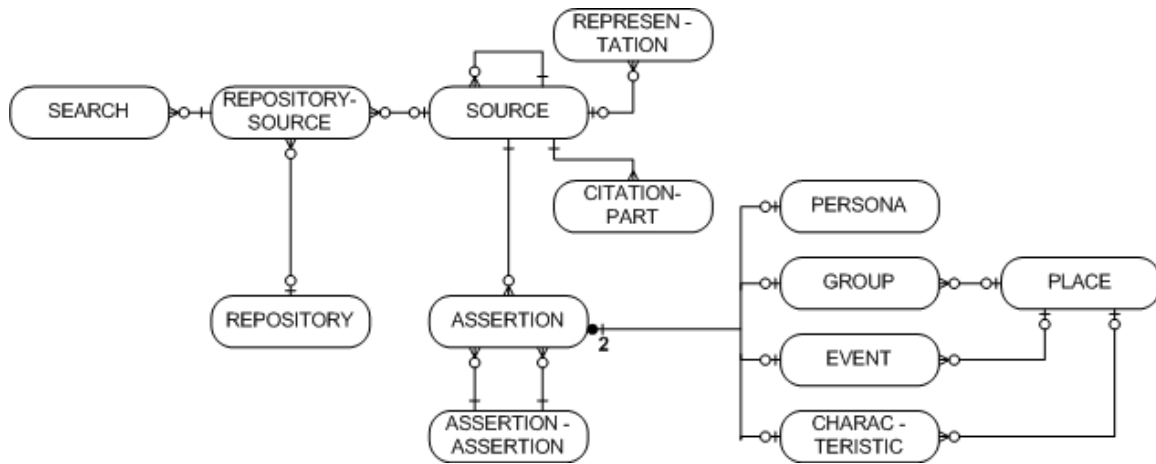 REPRESEN -
TATION
SEARCH
REPOSITORY-
SOURCE
SOURCE
CITATION-
PART
PERSONA
GROUP
PLACE
REPOSITORY
ASSERTION
2
EVENT
ASSERTION -
ASSERTION
CHARAC -
TERISTIC